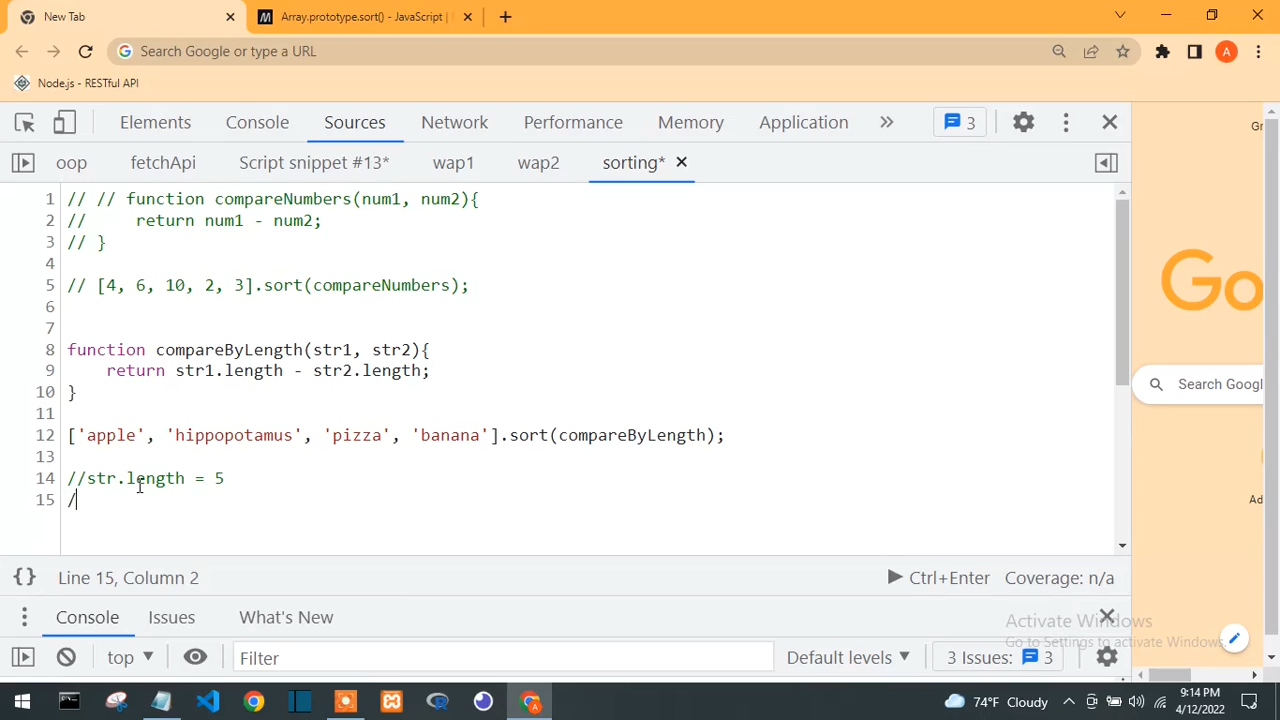 New Tab
Array.prototype.sort() - JavaScript |
Search Google or type a URL
A
Node.js - RESTful API
Elements
Console
Sources
Network
Performance
Memory
Application
3
oop
fetchApi
Script snippet #13*
wap1
wap2
sorting*
1 // // function compareNumbers(num1, num2){
2 //     return num1 - num2;
3 // }
4
5 // [4, 6, 10, 2, 3].sort(compareNumbers);
6
7
8 function compareByLength(str1, str2){
9     return str1.length - str2.length;
10 }
11
12 ['apple', 'hippopotamus', 'pizza', 'banana'].sort(compareByLength);
13
14 //str.length = 5
15 /
{} Line 15, Column 2
Ctrl+Enter
Coverage: n/a
Console
Issues
What's New
top
Filter
Default levels
3 Issues:
3
Gr
Go
Search Googl
Ad
Activate Windows
Go to Settings to activate Windows.
74°F Cloudy
9:14 PM
4/12/2022